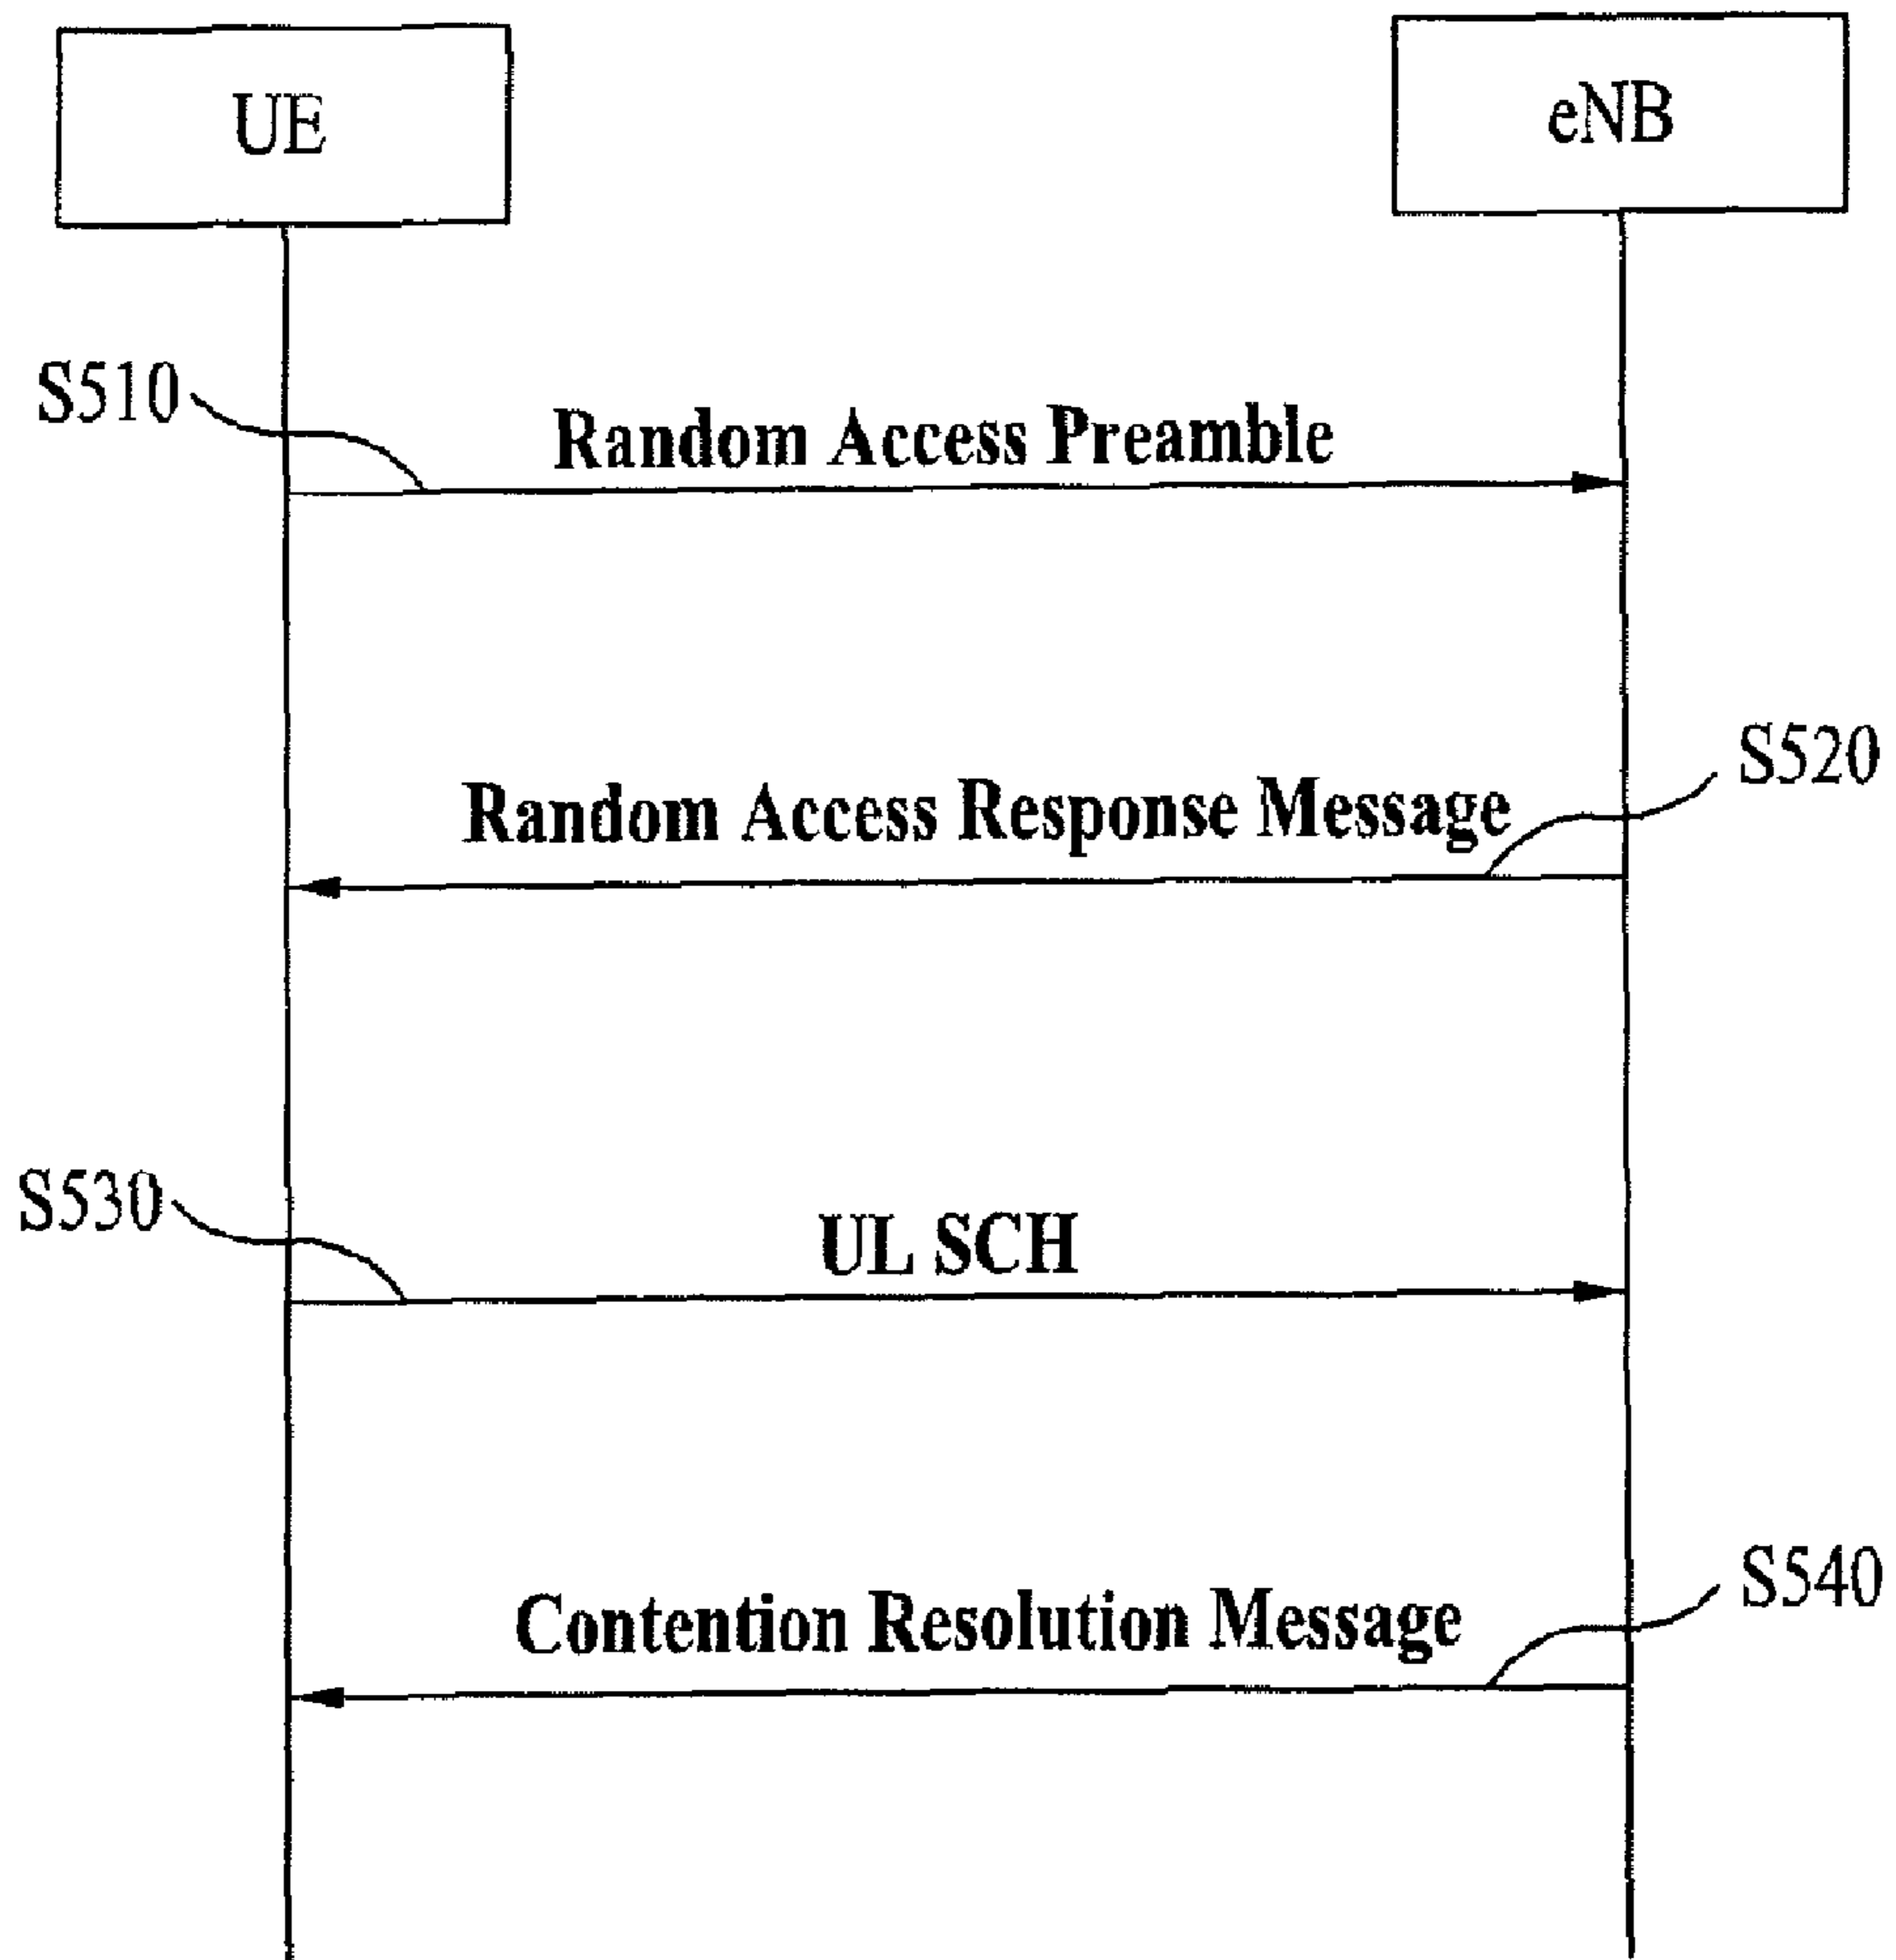 UE
eNB
S510
Random Access Preamble
S520
Random Access Response Message
S530
UL SCH
S540
Contention Resolution Message